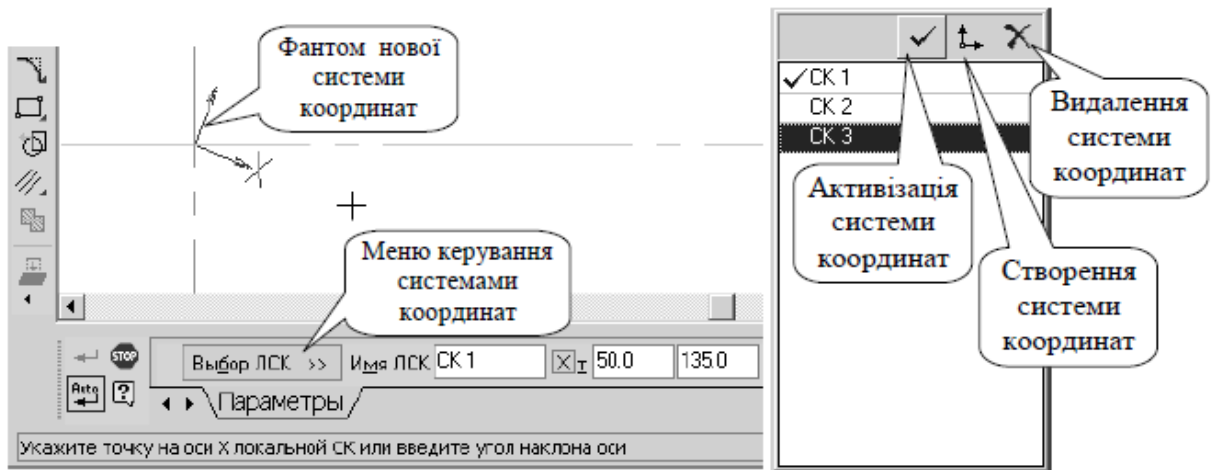 Фантом нової
системи
координат
X
Меню керування
системами
координат
STOP
Выбор ЛСК >>
Имя ЛСК СК 1
т 50.0 135.0
Auto
?
Параметры
Укажите точку на оси X локальной СК или введите угол наклона оси
СК 1
СК 2
СК 3
Видалення
системи
координат
Активізація
системи
координат
Створення
системи
координат